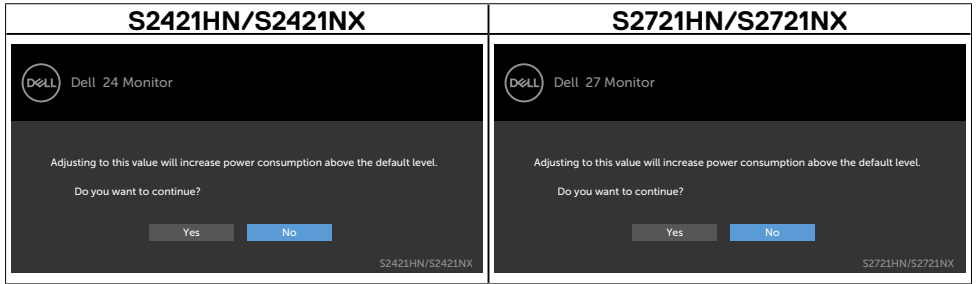 S2421HN/S2421NX
DELL Dell 24 Monitor
Adjusting to this value will increase power consumption above the default level.
Do you want to continue?
Yes No
S2421HN/S2421NX
S2721HN/S2721NX
DELL Dell 27 Monitor
Adjusting to this value will increase power consumption above the default level.
Do you want to continue?
Yes No
S2721HN/S2721NX